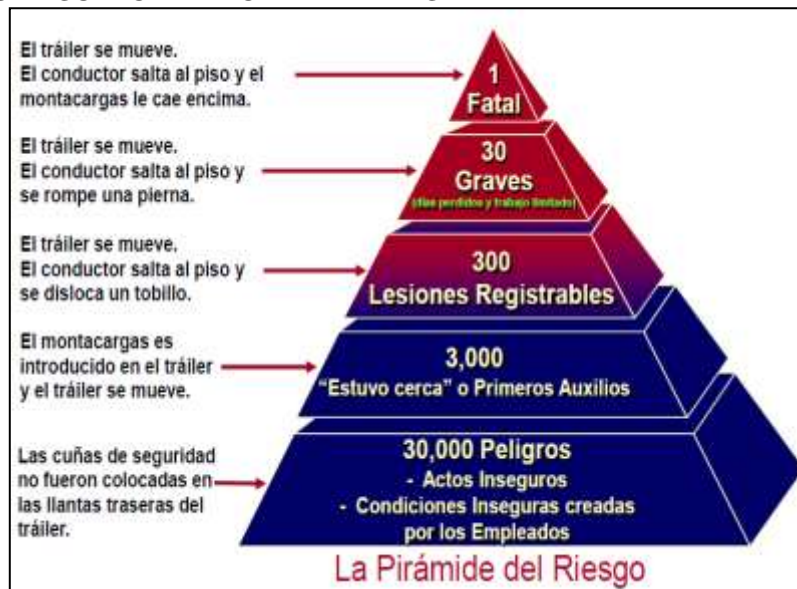 El tráiler se mueve.
El conductor salta al piso y el
montacargas le cae encima.
1
Fatal
El tráiler se mueve.
El conductor salta al piso y
se rompe una pierna.
30
Graves
(días perdidos y trabajo limitado)
El tráiler se mueve.
El conductor salta al piso y
se disloca un tobillo.
300
Lesiones Registrables
El montacargas es
introducido en el tráiler
y el tráiler se mueve.
3,000
“Estuvo cerca” o Primeros Auxilios
Las cuñas de seguridad
no fueron colocadas en
las llantas traseras del
tráiler.
30,000 Peligros
- Actos Inseguros
- Condiciones Inseguras creadas
por los Empleados
La Pirámide del Riesgo